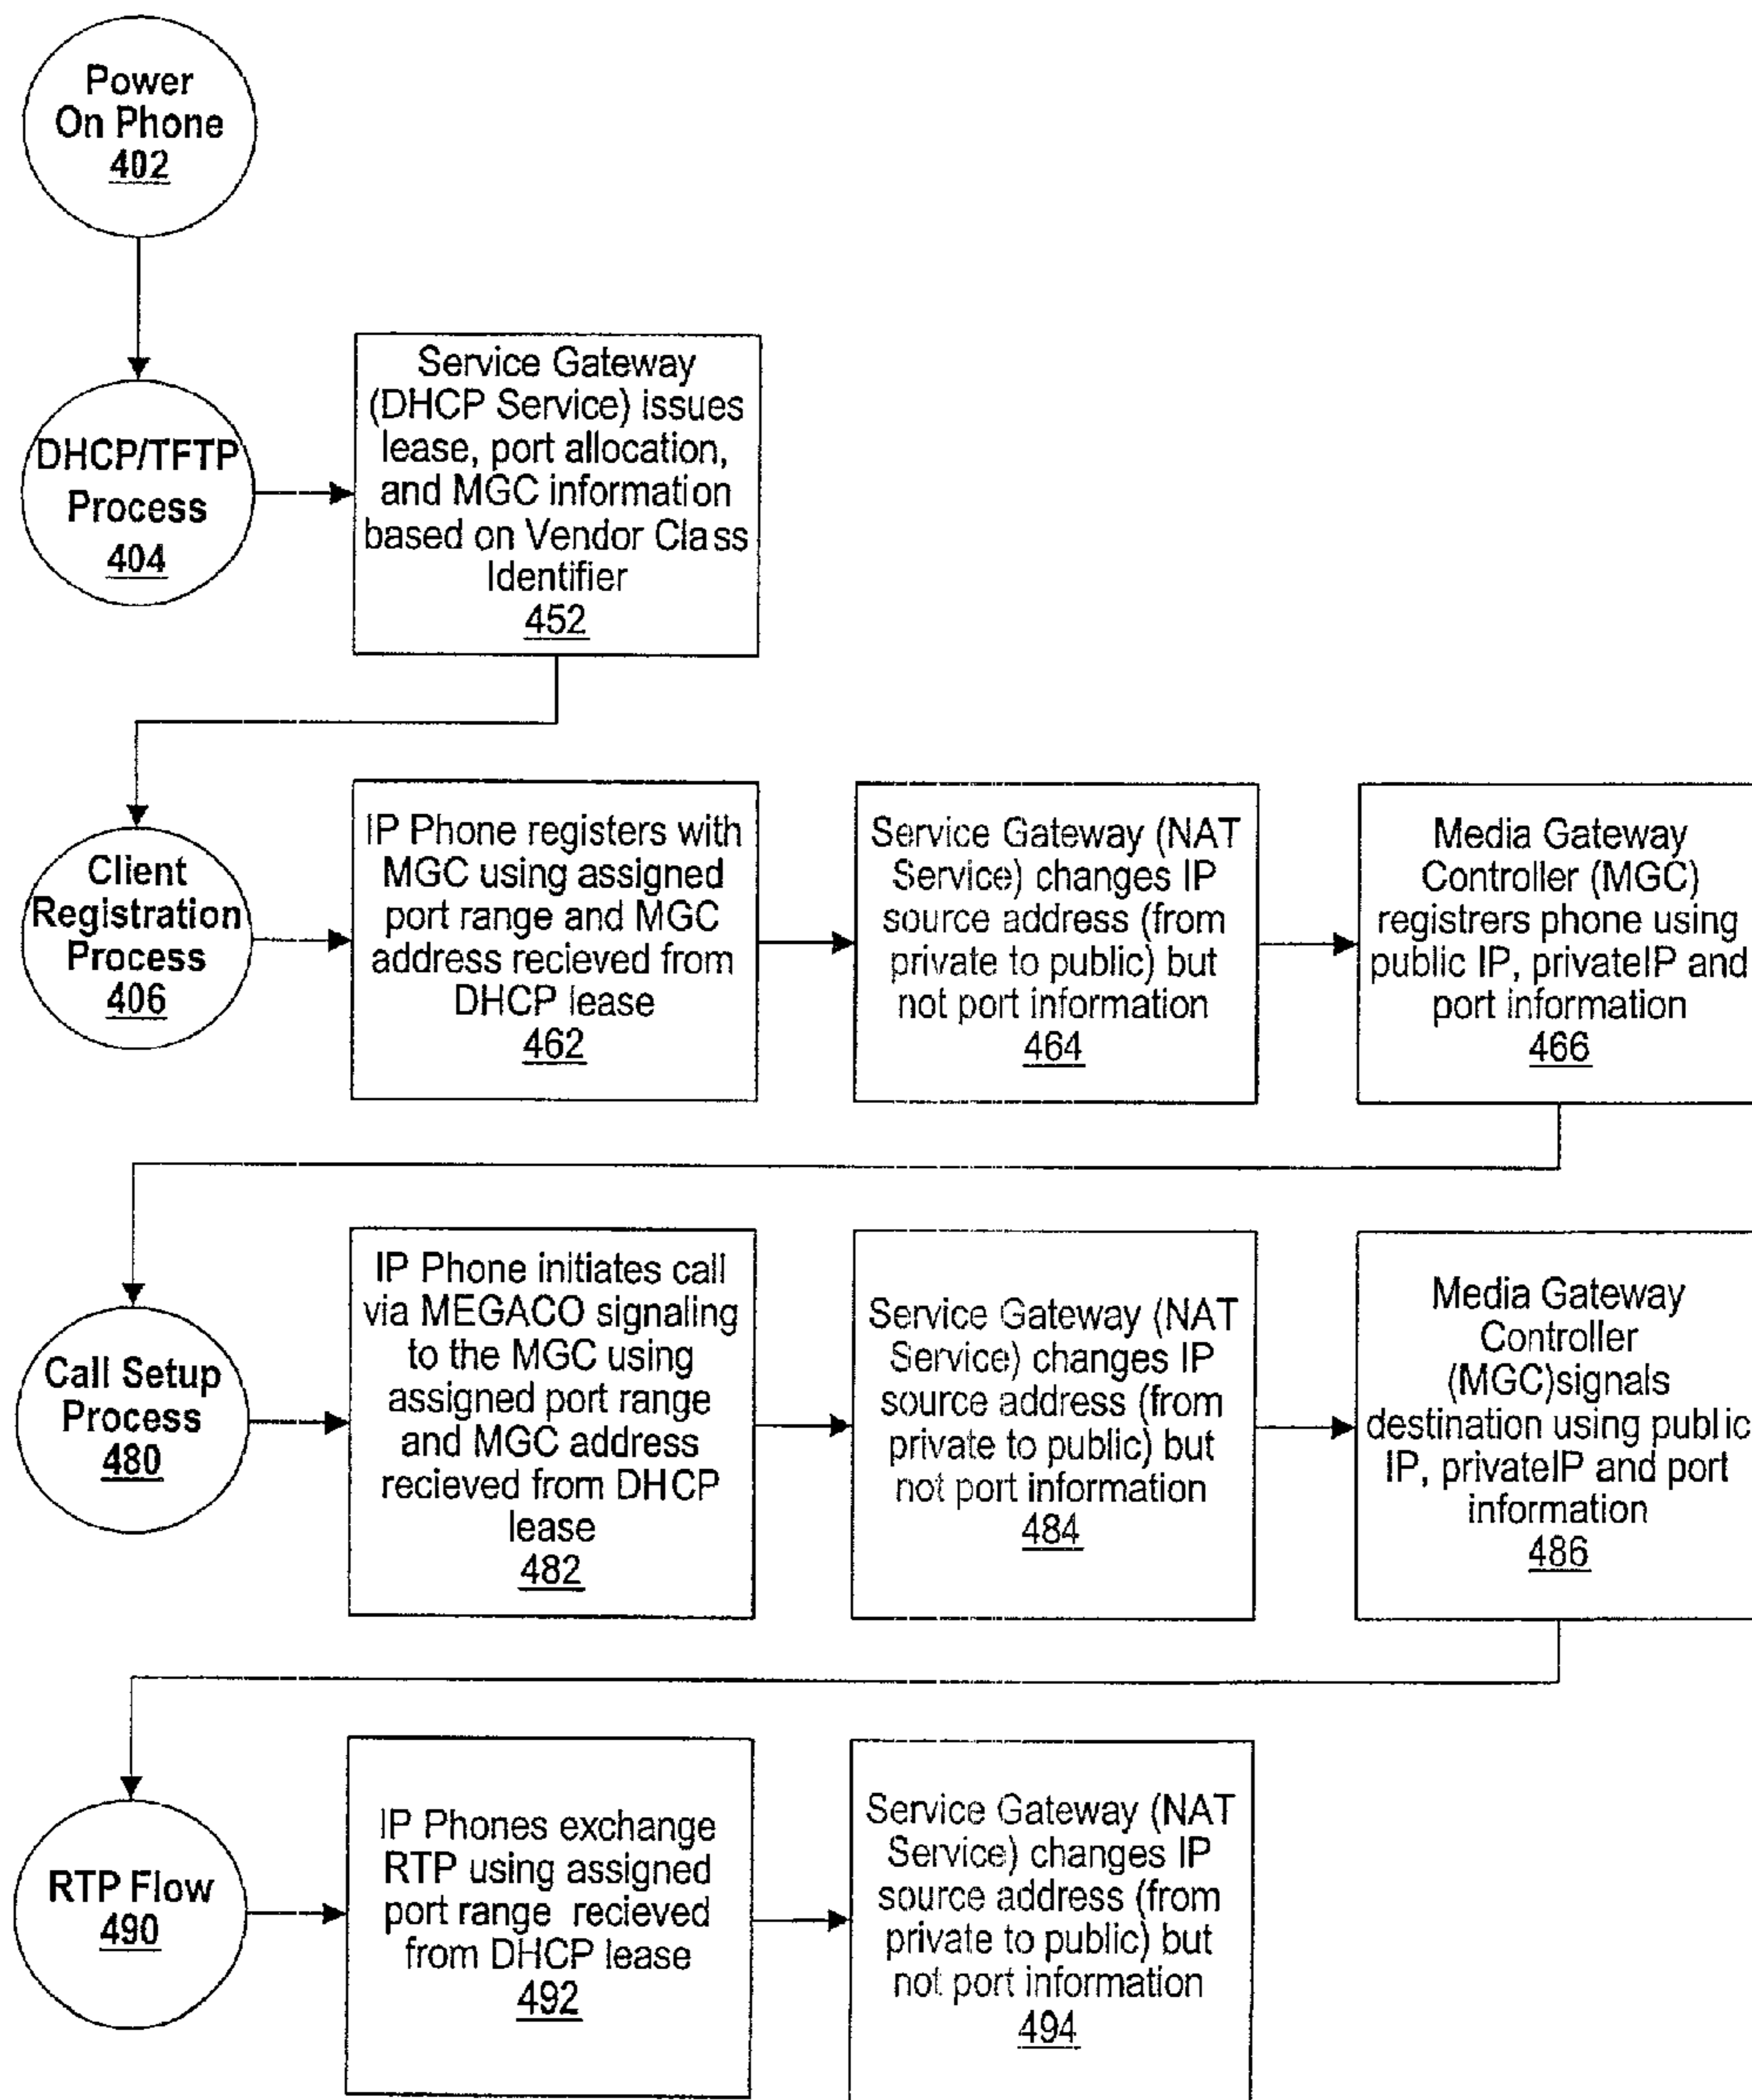 Power
On Phone
402
DHCP/TFTP
Process
404
Service Gateway
(DHCP Service) issues
lease, port allocation,
and MGC information
based on Vendor Class
Identifier
452
Client
Registration
Process
406
IP Phone registers with
MGC using assigned
port range and MGC
address recieved from
DHCP lease
462
Service Gateway (NAT
Service) changes IP
source address (from
private to public) but
not port information
464
Media Gateway
Controller (MGC)
registrers phone using
public IP, privateIP and
port information
466
Call Setup
Process
480
IP Phone initiates call
via MEGACO signaling
to the MGC using
assigned port range
and MGC address
recieved from DHCP
lease
482
Service Gateway (NAT
Service) changes IP
source address (from
private to public) but
not port information
484
Media Gateway
Controller
(MGC)signals
destination using public
IP, privateIP and port
information
486
RTP Flow
490
IP Phones exchange
RTP using assigned
port range recieved
from DHCP lease
492
Service Gateway (NAT
Service) changes IP
source address (from
private to public) but
not port information
494